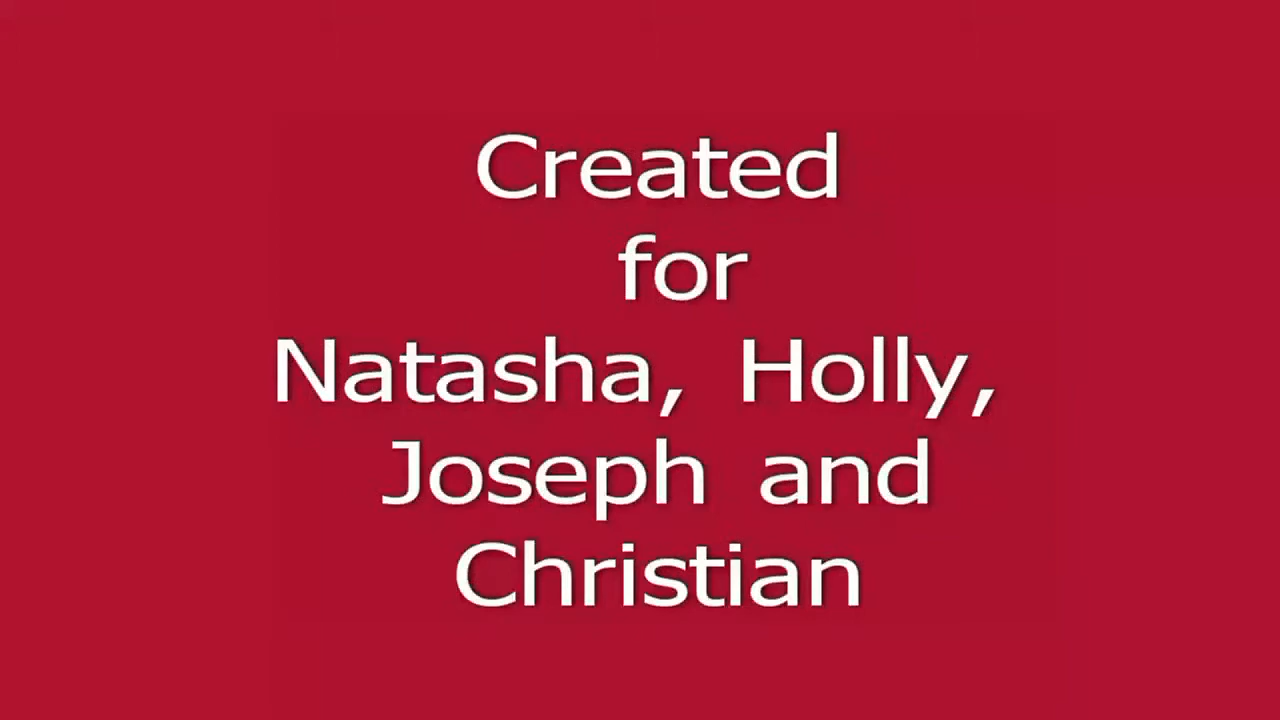 Created
for
Natasha, Holly,
Joseph and
Christian